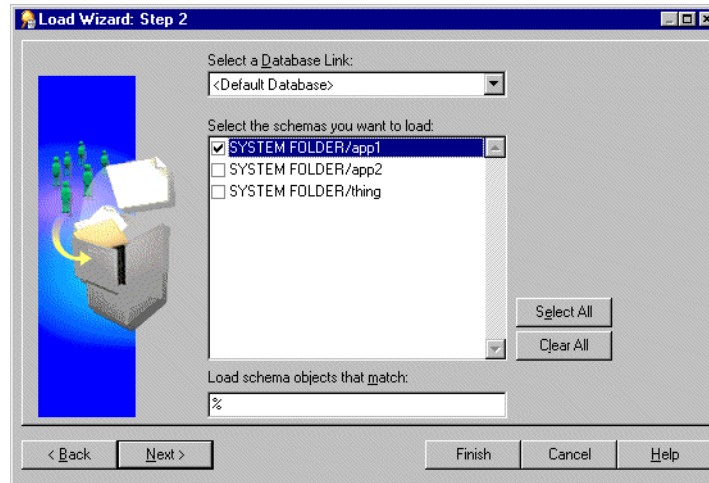 Load Wizard: Step 2
Select a Database Link:
<Default Database>
Select the schemas you want to load:
SYSTEM FOLDER/app1
SYSTEM FOLDER/app2
SYSTEM FOLDER/thing
Select All
Clear All
Load schema objects that match:
%
< Back Next > Finish Cancel Help